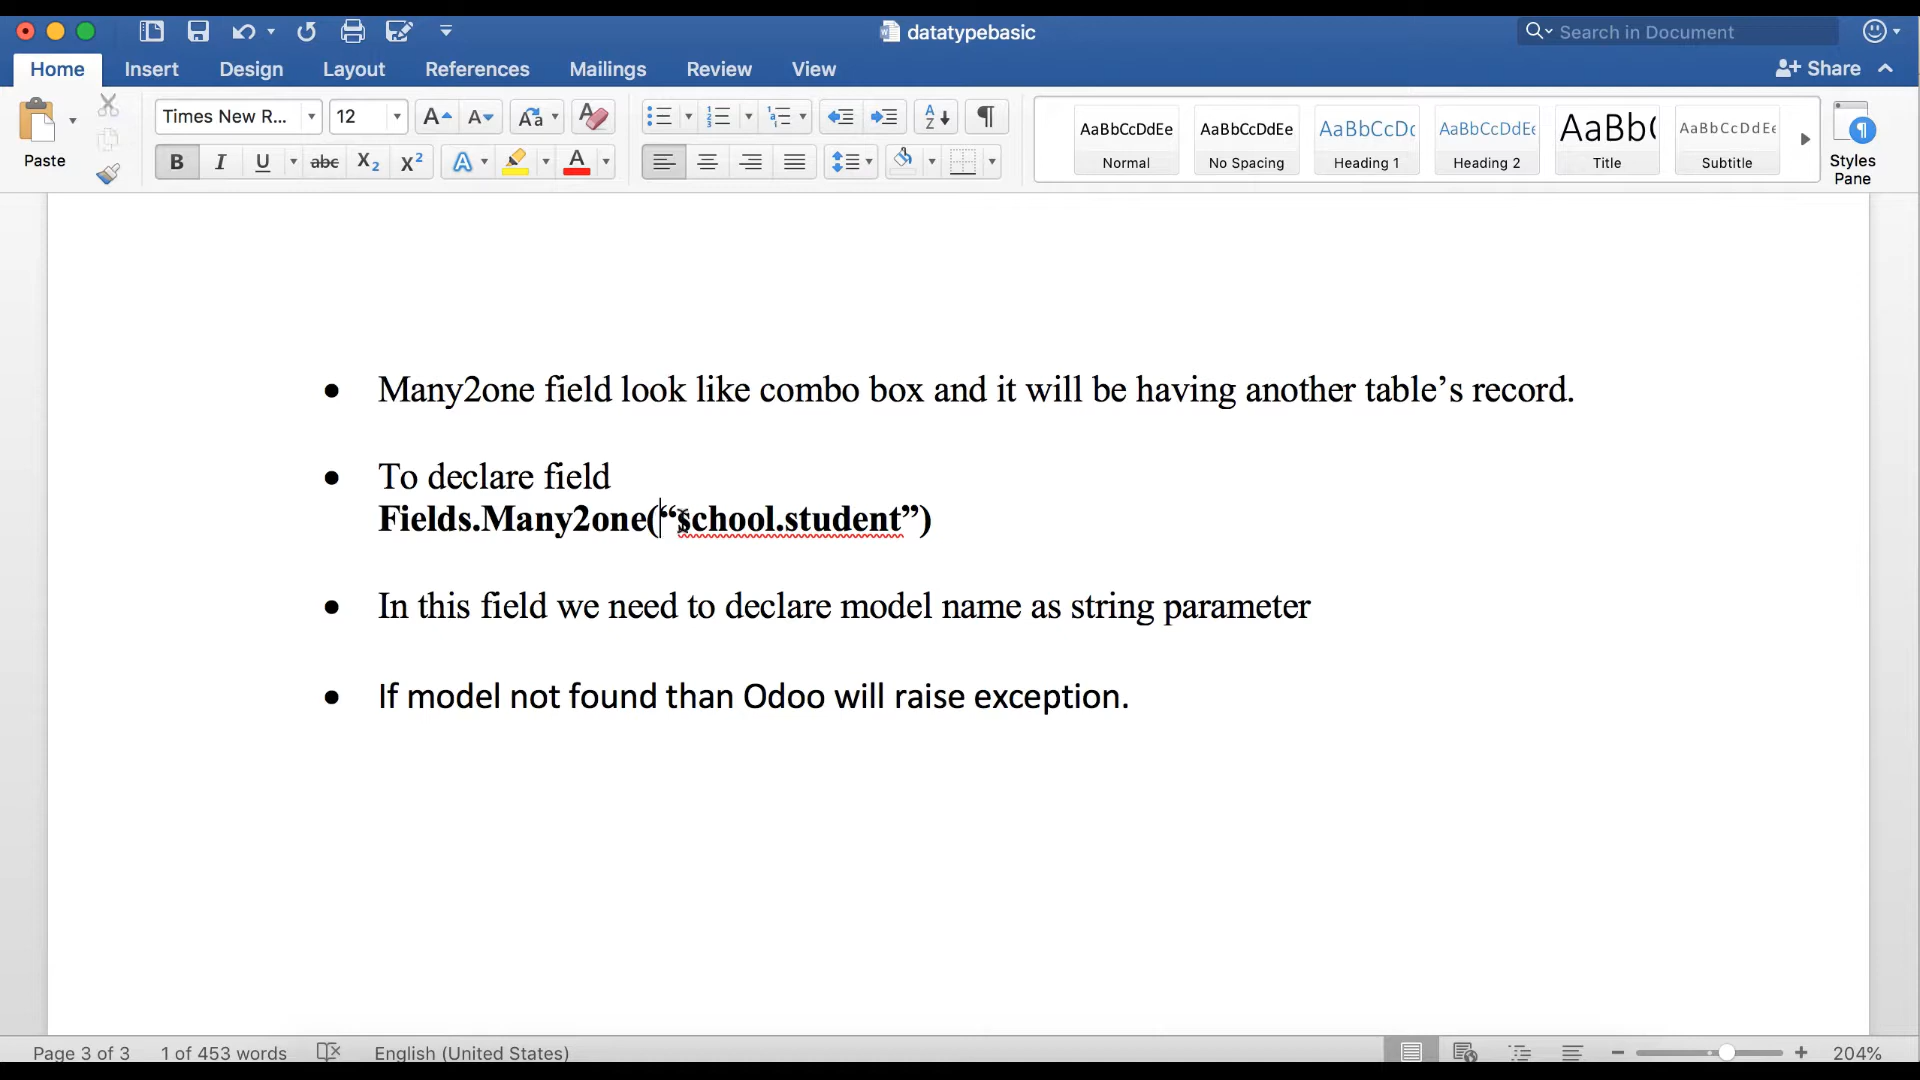 datatypebasic
Search in Document
Home Insert Design Layout References Mailings Review View
Share
Paste
Times New R... 12
AaBbCcDdEe AaBbCcDdEe AaBbCcDc AaBbCcDdEe AaBb( AaBbCcDdEe
Normal No Spacing Heading 1 Heading 2 Title Subtitle
Styles
Pane
• Many2one field look like combo box and it will be having another table’s record.
• To declare field
Fields.Many2one(“school.student”)
• In this field we need to declare model name as string parameter
• If model not found than Odoo will raise exception.
Page 3 of 3 1 of 453 words English (United States) 204%